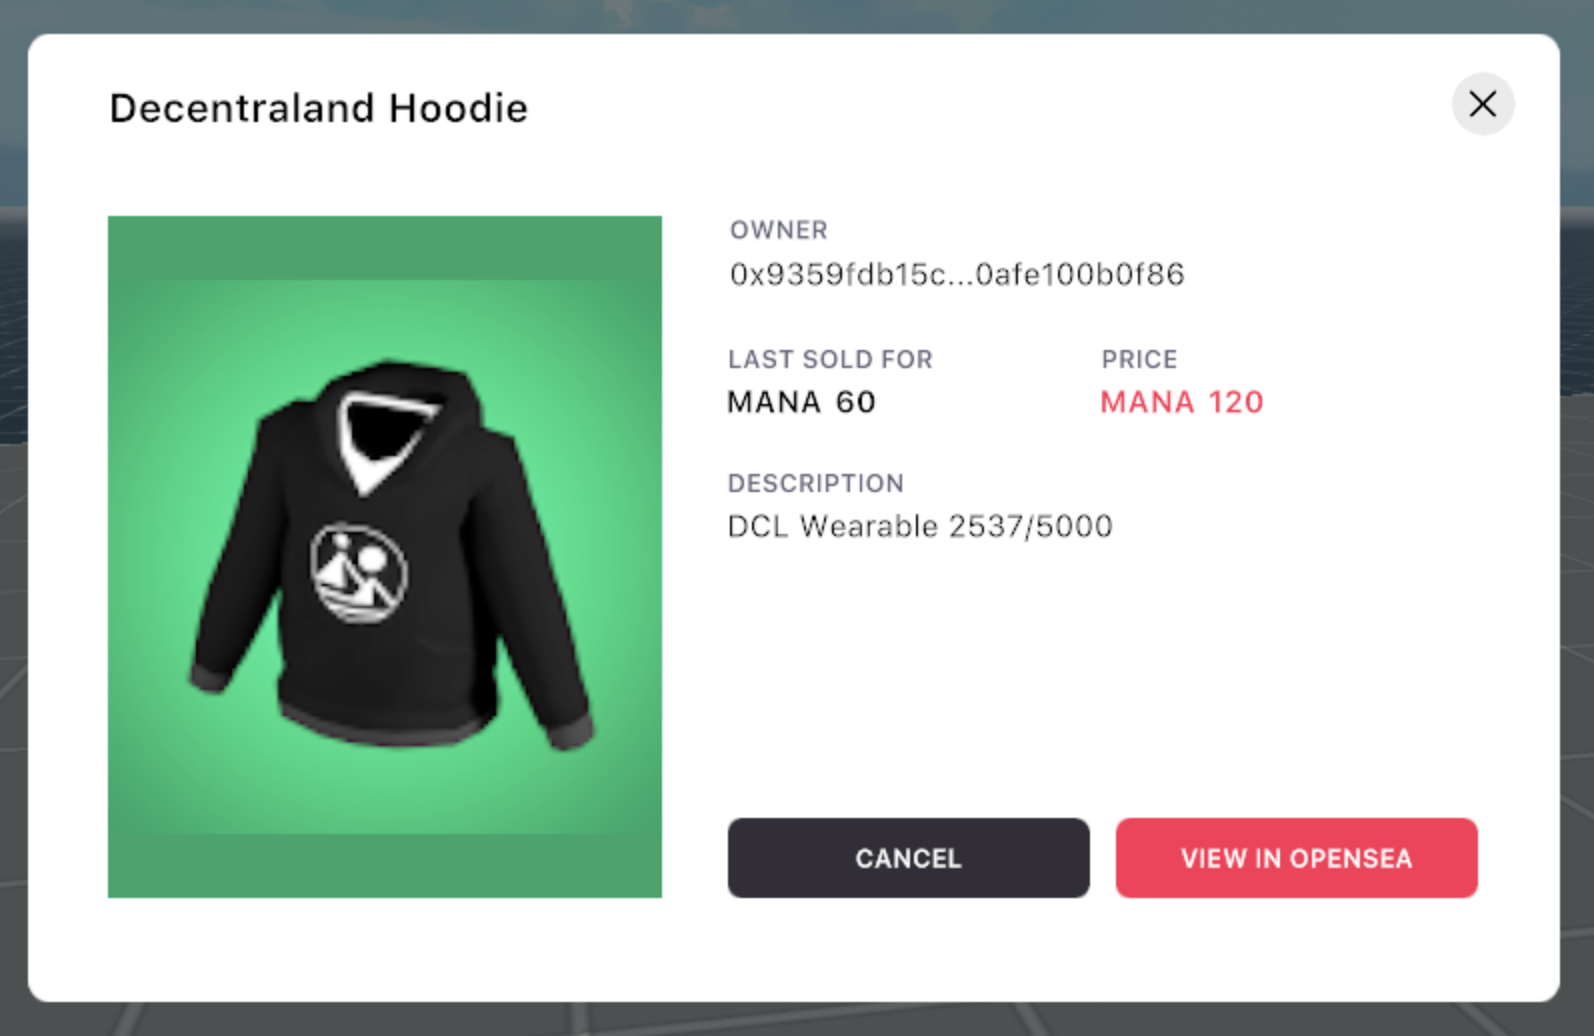 Decentraland Hoodie
OWNER
0x9359fdb15c...0afe100b0f86
LAST SOLD FOR
PRICE
MANA 60
MANA 120
DESCRIPTION
DCL Wearable 2537/5000
CANCEL
VIEW IN OPENSEA